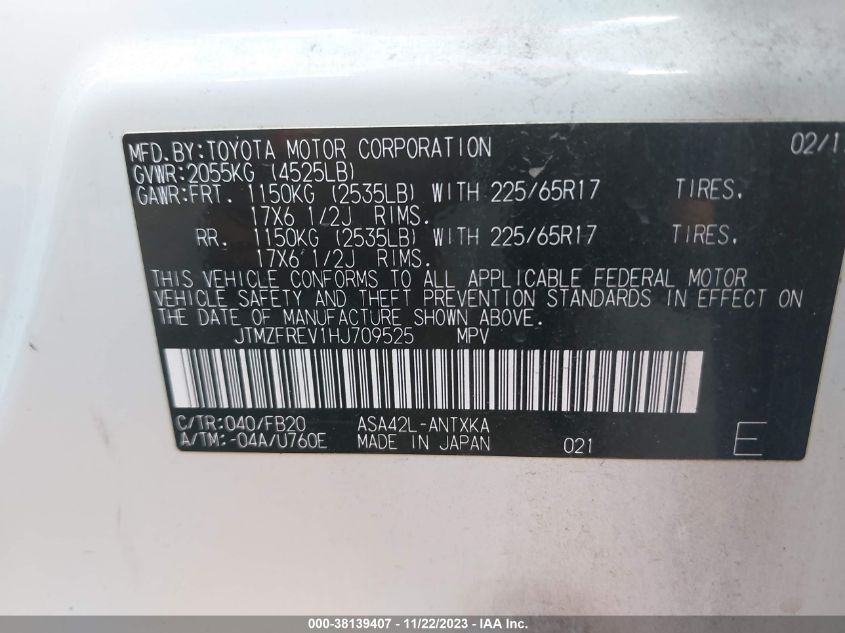 MFD.BY:TOYOTA MOTOR CORPORATION 02/1
GVWR:2055KG (4525LB)
GAWR:FRT. 1150KG (2535LB) WITH 225/65R17 TIRES.
17X6 1/2J RIMS.
RR. 1150KG (2535LB) WITH 225/65R17 TIRES.
17X6 1/2J RIMS.
THIS VEHICLE CONFORMS TO ALL APPLICABLE FEDERAL MOTOR
VEHICLE SAFETY AND THEFT PREVENTION STANDARDS IN EFFECT ON
THE DATE OF MANUFACTURE SHOWN ABOVE.
JTMZFREV1HJ709525 MPV
C/TR:040/FB20 ASA42L-ANTXKA
A/TM:-04A/U760E MADE IN JAPAN 021 E
000-38139407 - 11/22/2023 - © IAA Inc.